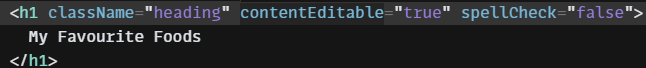 <h1 className="heading" contentEditable="true" spellCheck="false">
My Favourite Foods
</h1>